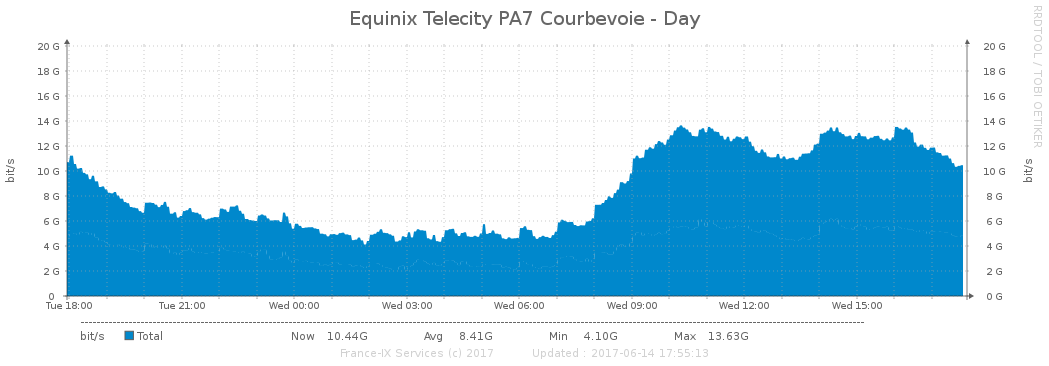 Equinix Telecity PA7 Courbevoie - Day
RRDTOOL / TOBI OETIKER
bit/s
bit/s
20 G 20 G
18 G 18 G
16 G 16 G
14 G 14 G
12 G 12 G
10 G 10 G
8 G 8 G
6 G 6 G
4 G 4 G
2 G 2 G
0 0 G
Tue 18:00 Tue 21:00 Wed 00:00 Wed 03:00 Wed 06:00 Wed 09:00 Wed 12:00 Wed 15:00
bit/s Total Now 10.44G Avg 8.41G Min 4.10G Max 13.63G
France-IX Services (c) 2017 Updated : 2017-06-14 17:55:13